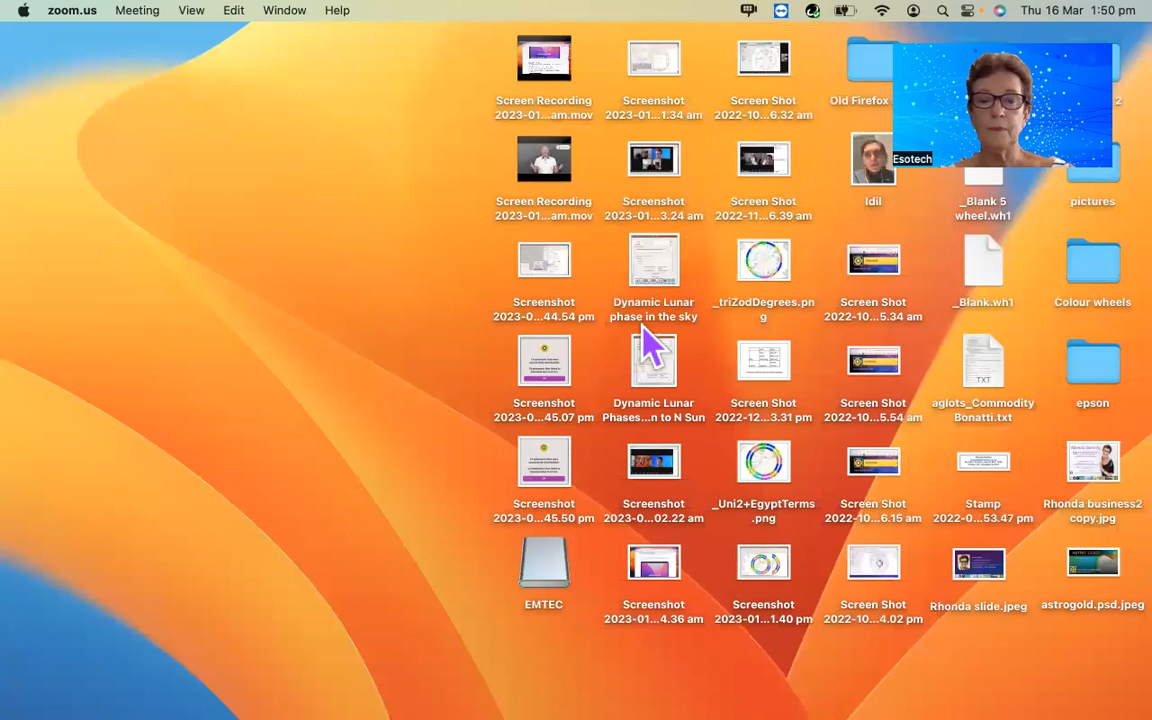 zoom.us Meeting View Edit Window Help Thu 16 Mar 1:50 pm
Screen Recording
2023-01...am.mov
Screenshot
2023-01...1.34 am
Screen Shot
2022-10...6.32 am
Old Firefox
2
Esotech
Screen Recording
2023-01...am.mov
Screenshot
2023-01...3.24 am
Screen Shot
2022-11...6.39 am
Idil
_Blank 5
wheel.wh1
pictures
Screenshot
2023-0...44.54 pm
Dynamic Lunar
phase in the sky
_triZodDegrees.pn
g
Screen Shot
2022-10...5.34 am
_Blank.wh1
Colour wheels
Screenshot
2023-0...45.07 pm
Dynamic Lunar
Phases...n to N Sun
Screen Shot
2022-12...3.31 pm
Screen Shot
2022-10...5.54 am
TXT
aglots_Commodity
Bonatti.txt
epson
Screenshot
2023-0...45.50 pm
Screenshot
2023-0...02.22 am
_Uni2+EgyptTerms
.png
Screen Shot
2022-10...6.15 am
Stamp
2022-0...53.47 pm
Rhonda business2
copy.jpg
EMTEC
Screenshot
2023-01...4.36 am
Screenshot
2023-01...1.40 pm
Screen Shot
2022-10...4.02 pm
Rhonda slide.jpeg
astrogold.psd.jpeg